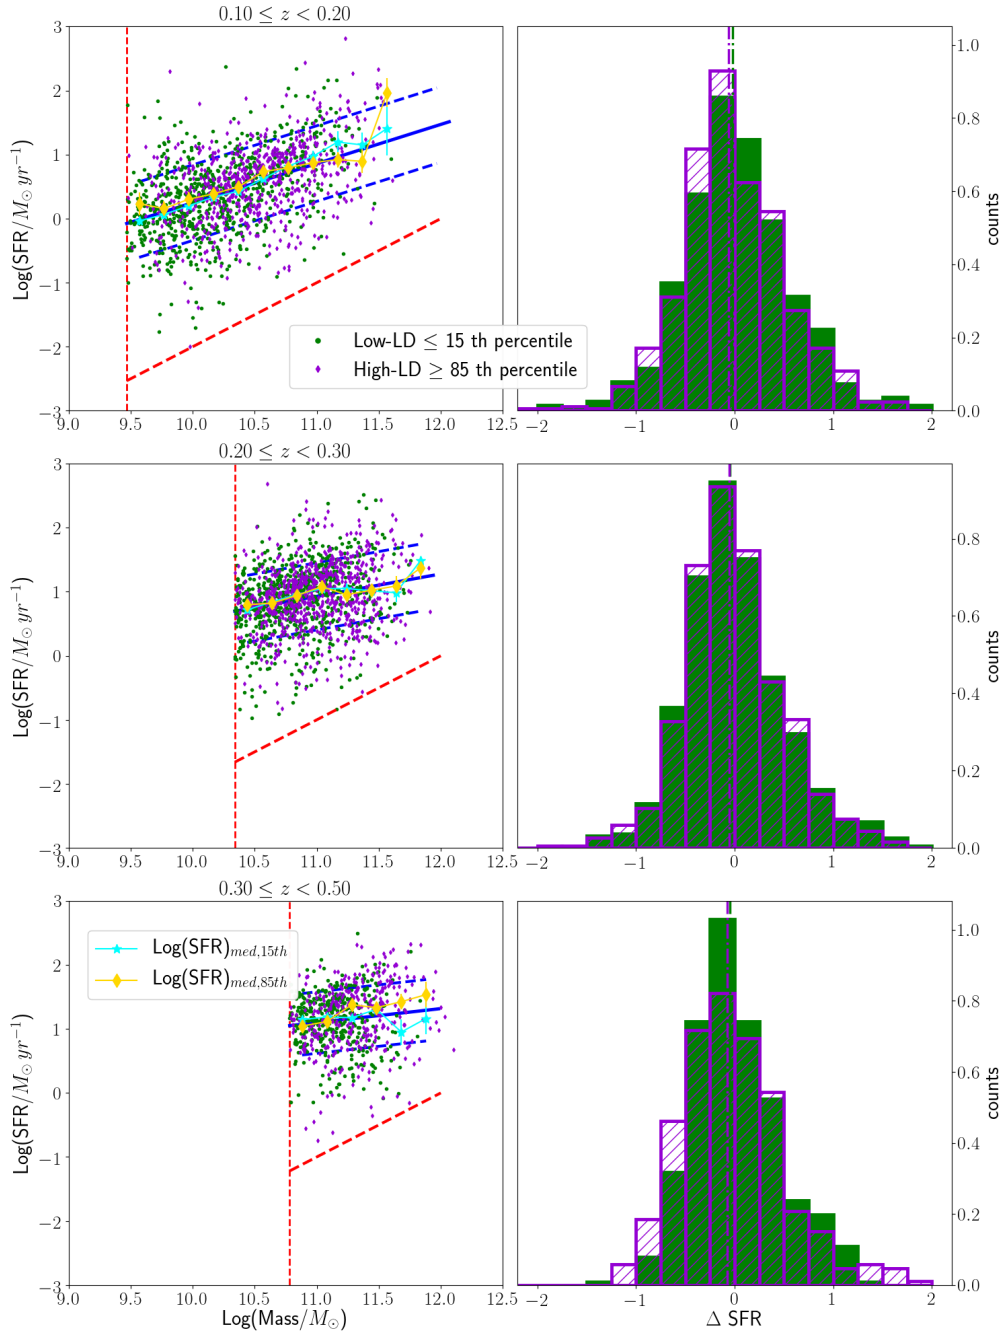 0.10 ≤ z < 0.20
3
2
1
0
−1
−2
−3
Log(SFR/M⊙ yr⁻¹)
9.0 9.5 10.0 10.5 11.0 11.5 12.0 12.5
Low-LD ≤ 15 th percentile
High-LD ≥ 85 th percentile
1.0
0.8
0.6
0.4
0.2
0.0
counts
−2 −1 0 1 2
0.20 ≤ z < 0.30
3
2
1
0
−1
−2
−3
Log(SFR/M⊙ yr⁻¹)
9.0 9.5 10.0 10.5 11.0 11.5 12.0 12.5
0.8
0.6
0.4
0.2
0.0
counts
−2 −1 0 1 2
0.30 ≤ z < 0.50
3
2
1
0
−1
−2
−3
Log(SFR/M⊙ yr⁻¹)
Log(SFR)med,15th
Log(SFR)med,85th
9.0 9.5 10.0 10.5 11.0 11.5 12.0 12.5
Log(Mass/M⊙)
1.0
0.8
0.6
0.4
0.2
0.0
counts
−2 −1 0 1 2
Δ SFR